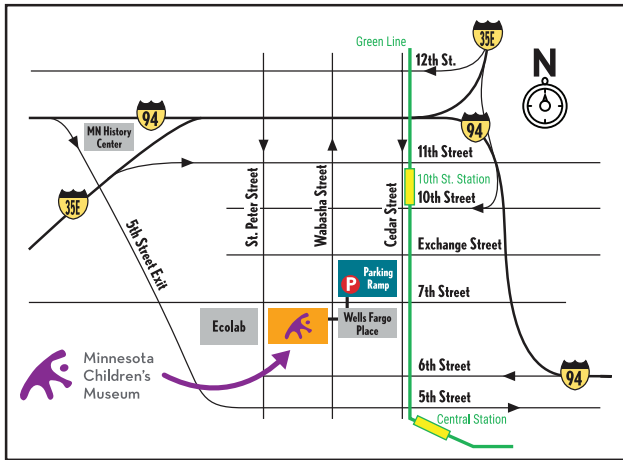 Green Line
12th St.
35E
N
94
MN History
Center
94
11th Street
35E
10th St. Station
10th Street
St. Peter Street
Wabasha Street
Cedar Street
5th Street Exit
Exchange Street
P
Parking
Ramp
7th Street
Ecolab
Wells Fargo
Place
Minnesota
Children's
Museum
6th Street
94
5th Street
Central Station